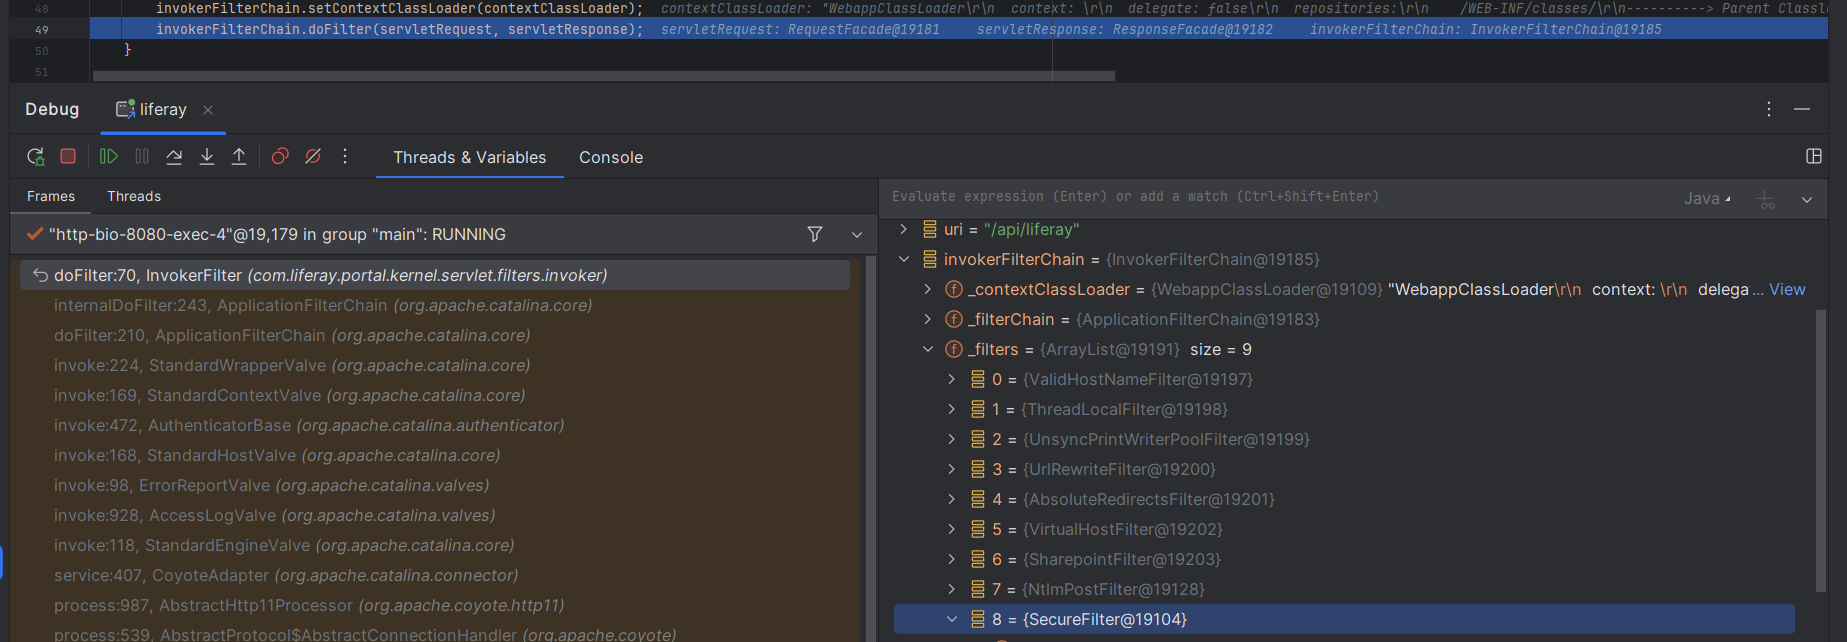 48 invokerFilterChain.setContextClassLoader(contextClassLoader); contextClassLoader: "WebappClassLoader\r\n context: \r\n delegate: false\r\n repositories:\r\n /WEB-INF/classes/\r\n----------> Parent Classl
49 invokerFilterChain.doFilter(servletRequest, servletResponse); servletRequest: RequestFacade@19181 servletResponse: ResponseFacade@19182 invokerFilterChain: InvokerFilterChain@19185
50 }
51
Debug liferay
Threads & Variables Console
Frames Threads
"http-bio-8080-exec-4"@19,179 in group "main": RUNNING
doFilter:70, InvokerFilter (com.liferay.portal.kernel.servlet.filters.invoker)
internalDoFilter:243, ApplicationFilterChain (org.apache.catalina.core)
doFilter:210, ApplicationFilterChain (org.apache.catalina.core)
invoke:224, StandardWrapperValve (org.apache.catalina.core)
invoke:169, StandardContextValve (org.apache.catalina.core)
invoke:472, AuthenticatorBase (org.apache.catalina.authenticator)
invoke:168, StandardHostValve (org.apache.catalina.core)
invoke:98, ErrorReportValve (org.apache.catalina.valves)
invoke:928, AccessLogValve (org.apache.catalina.valves)
invoke:118, StandardEngineValve (org.apache.catalina.core)
service:407, CoyoteAdapter (org.apache.catalina.connector)
process:987, AbstractHttp11Processor (org.apache.coyote.http11)
process:539, AbstractProtocol$AbstractConnectionHandler (org.apache.coyote)
Evaluate expression (Enter) or add a watch (Ctrl+Shift+Enter) Java
uri = "/api/liferay"
invokerFilterChain = {InvokerFilterChain@19185}
f _contextClassLoader = {WebappClassLoader@19109} "WebappClassLoader\r\n context: \r\n delega... View
f _filterChain = {ApplicationFilterChain@19183}
f _filters = {ArrayList@19191} size = 9
0 = {ValidHostNameFilter@19197}
1 = {ThreadLocalFilter@19198}
2 = {UnsyncPrintWriterPoolFilter@19199}
3 = {UrlRewriteFilter@19200}
4 = {AbsoluteRedirectsFilter@19201}
5 = {VirtualHostFilter@19202}
6 = {SharepointFilter@19203}
7 = {NtlmPostFilter@19128}
8 = {SecureFilter@19104}